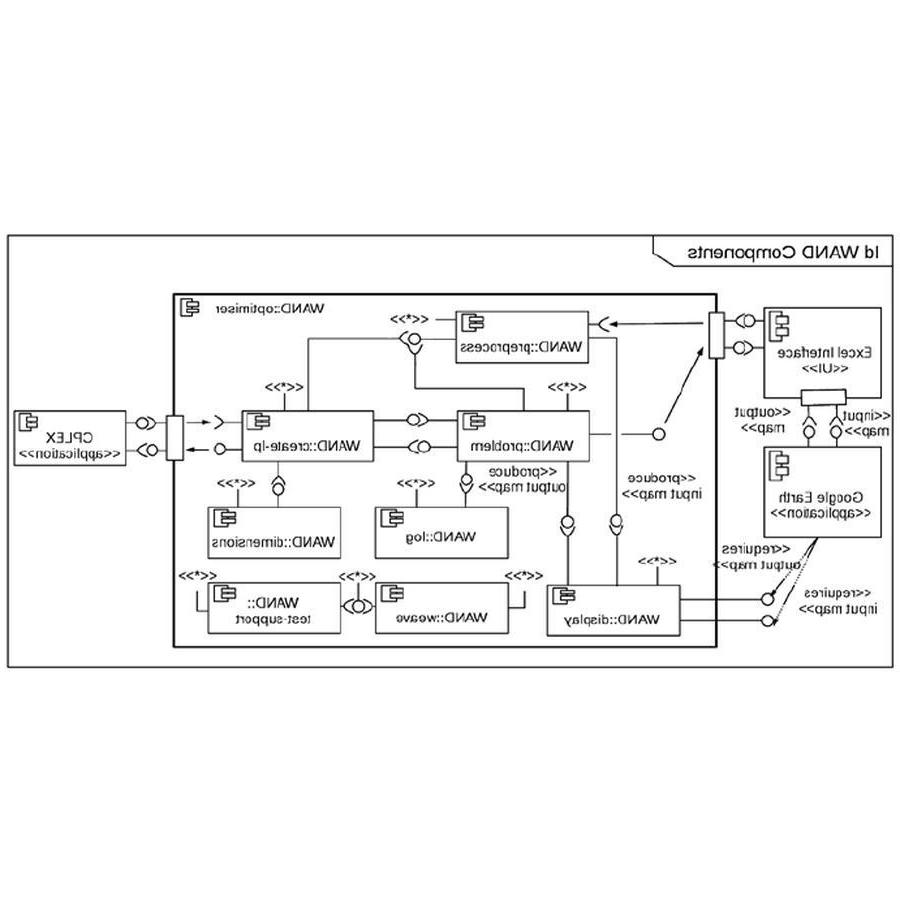 Id WAND Components
WAND::optimiser
<<*>>
WAND::preprocess
Excel Interface
<<UI>>
<<*>>
<<*>>
<<input
map>>
<<output
map>>
WAND::problem
WAND::create-lp
CPLEX
<<application>>
<<produce
output map>>
<<produce
input map>>
Google Earth
<<application>>
<<*>>
<<*>>
WAND::log
WAND::dimensions
<<requires
output map>>
<<*>>
<<*>>
<<*>>
<<*>>
<<requires
input map>>
WAND::display
WAND::weave
WAND::
test-support